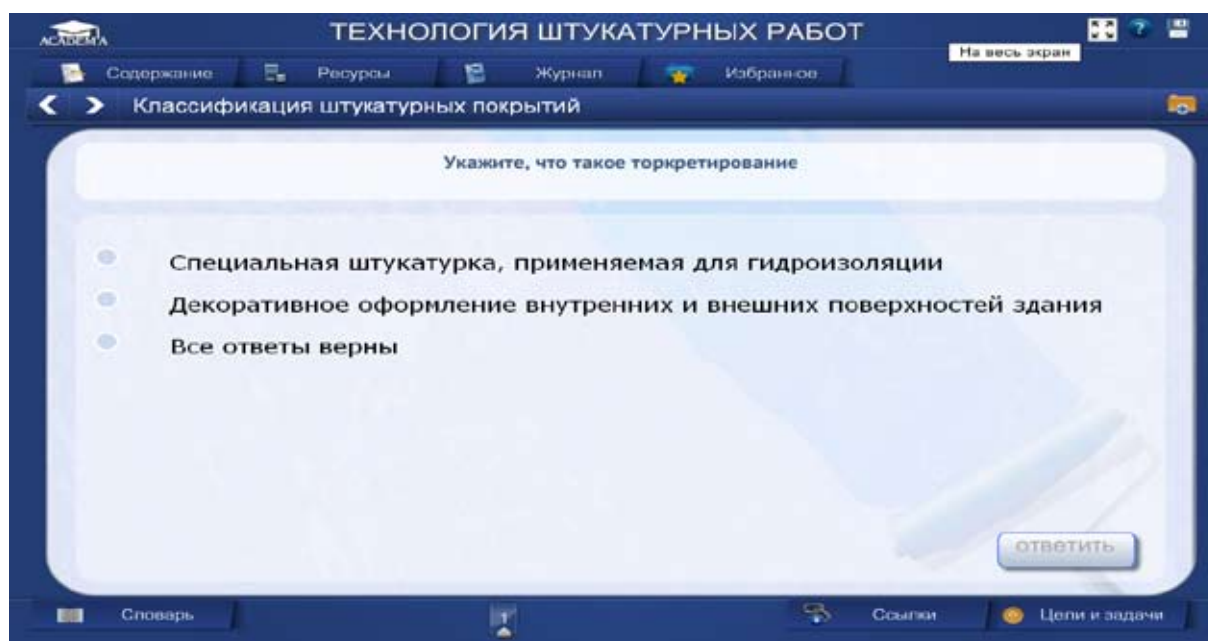 ACADEMA
ТЕХНОЛОГИЯ ШТУКАТУРНЫХ РАБОТ
На весь экран
?
Содержание Ресурсы Журнал Избранное
Классификация штукатурных покрытий
Укажите, что такое торкретирование
Специальная штукатурка, применяемая для гидроизоляции
Декоративное оформление внутренних и внешних поверхностей здания
Все ответы верны
ответить
Словарь 1 Ссылки Цели и задачи